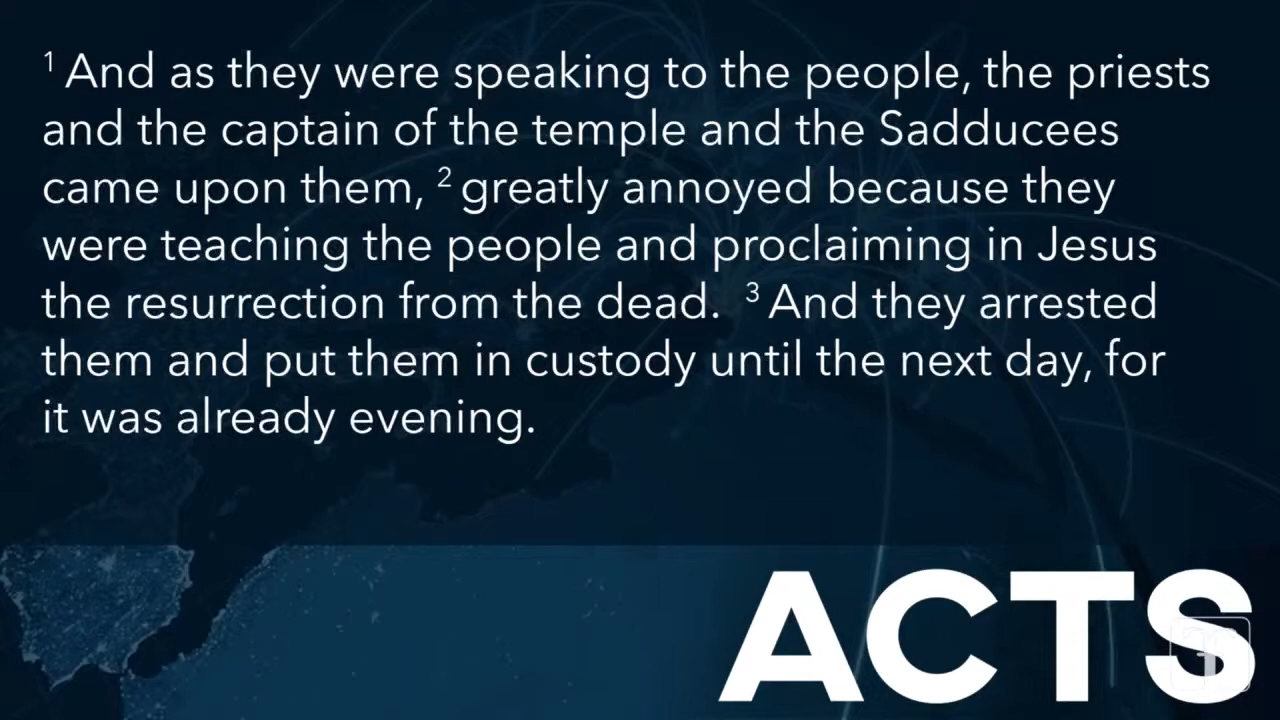 ¹ And as they were speaking to the people, the priests
and the captain of the temple and the Sadducees
came upon them, ² greatly annoyed because they
were teaching the people and proclaiming in Jesus
the resurrection from the dead. ³ And they arrested
them and put them in custody until the next day, for
it was already evening.
ACTS